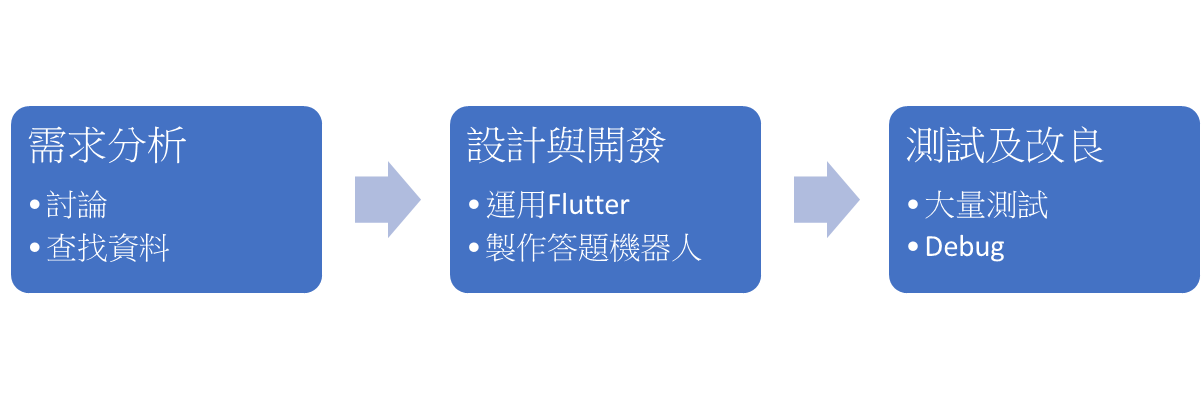 需求分析
• 討論
• 查找資料
設計與開發
• 運用Flutter
• 製作答題機器人
測試及改良
• 大量測試
• Debug